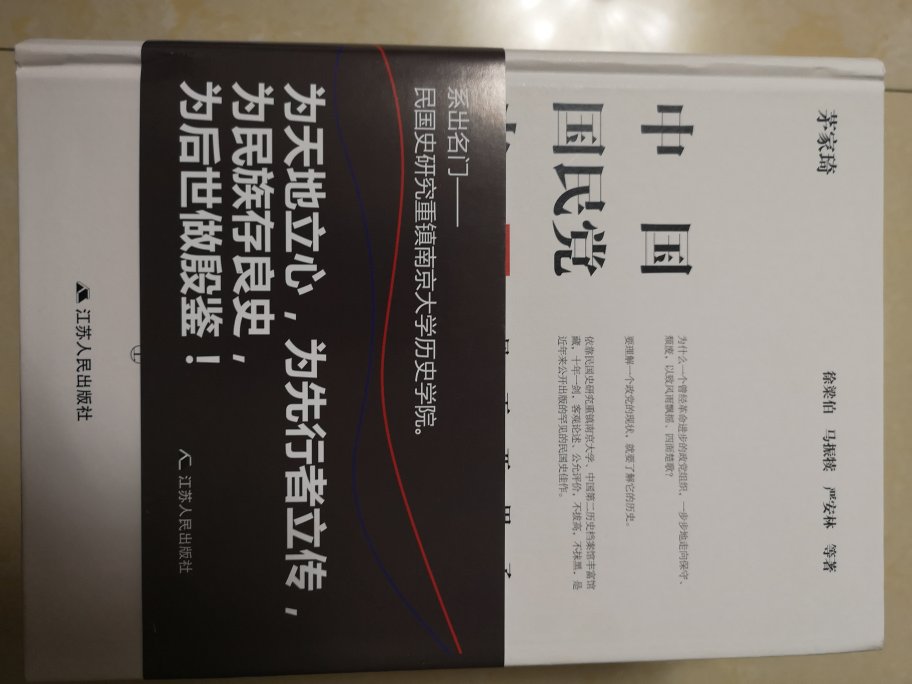 茅家琦
徐梁伯 马振犊 严安林 等著
中国
国民党
为什么一个曾经革命进步的政党组织，一步步地走向保守、
颓废，以致风雨飘摇、四面楚歌？
要理解一个政党的现状，就要了解它的历史。
依靠民国史研究重镇南京大学、中国第二历史档案馆丰富馆
藏，十年一剑，客观论述，公允评价，不拔高，不抹黑，是
近年来公开出版的罕见的民国史佳作。
系出名门——
民国史研究重镇南京大学历史学院。
为天地立心，为先行者立传，
为民族存良史，
为后世做殷鉴！
江苏人民出版社
上
江苏人民出版社